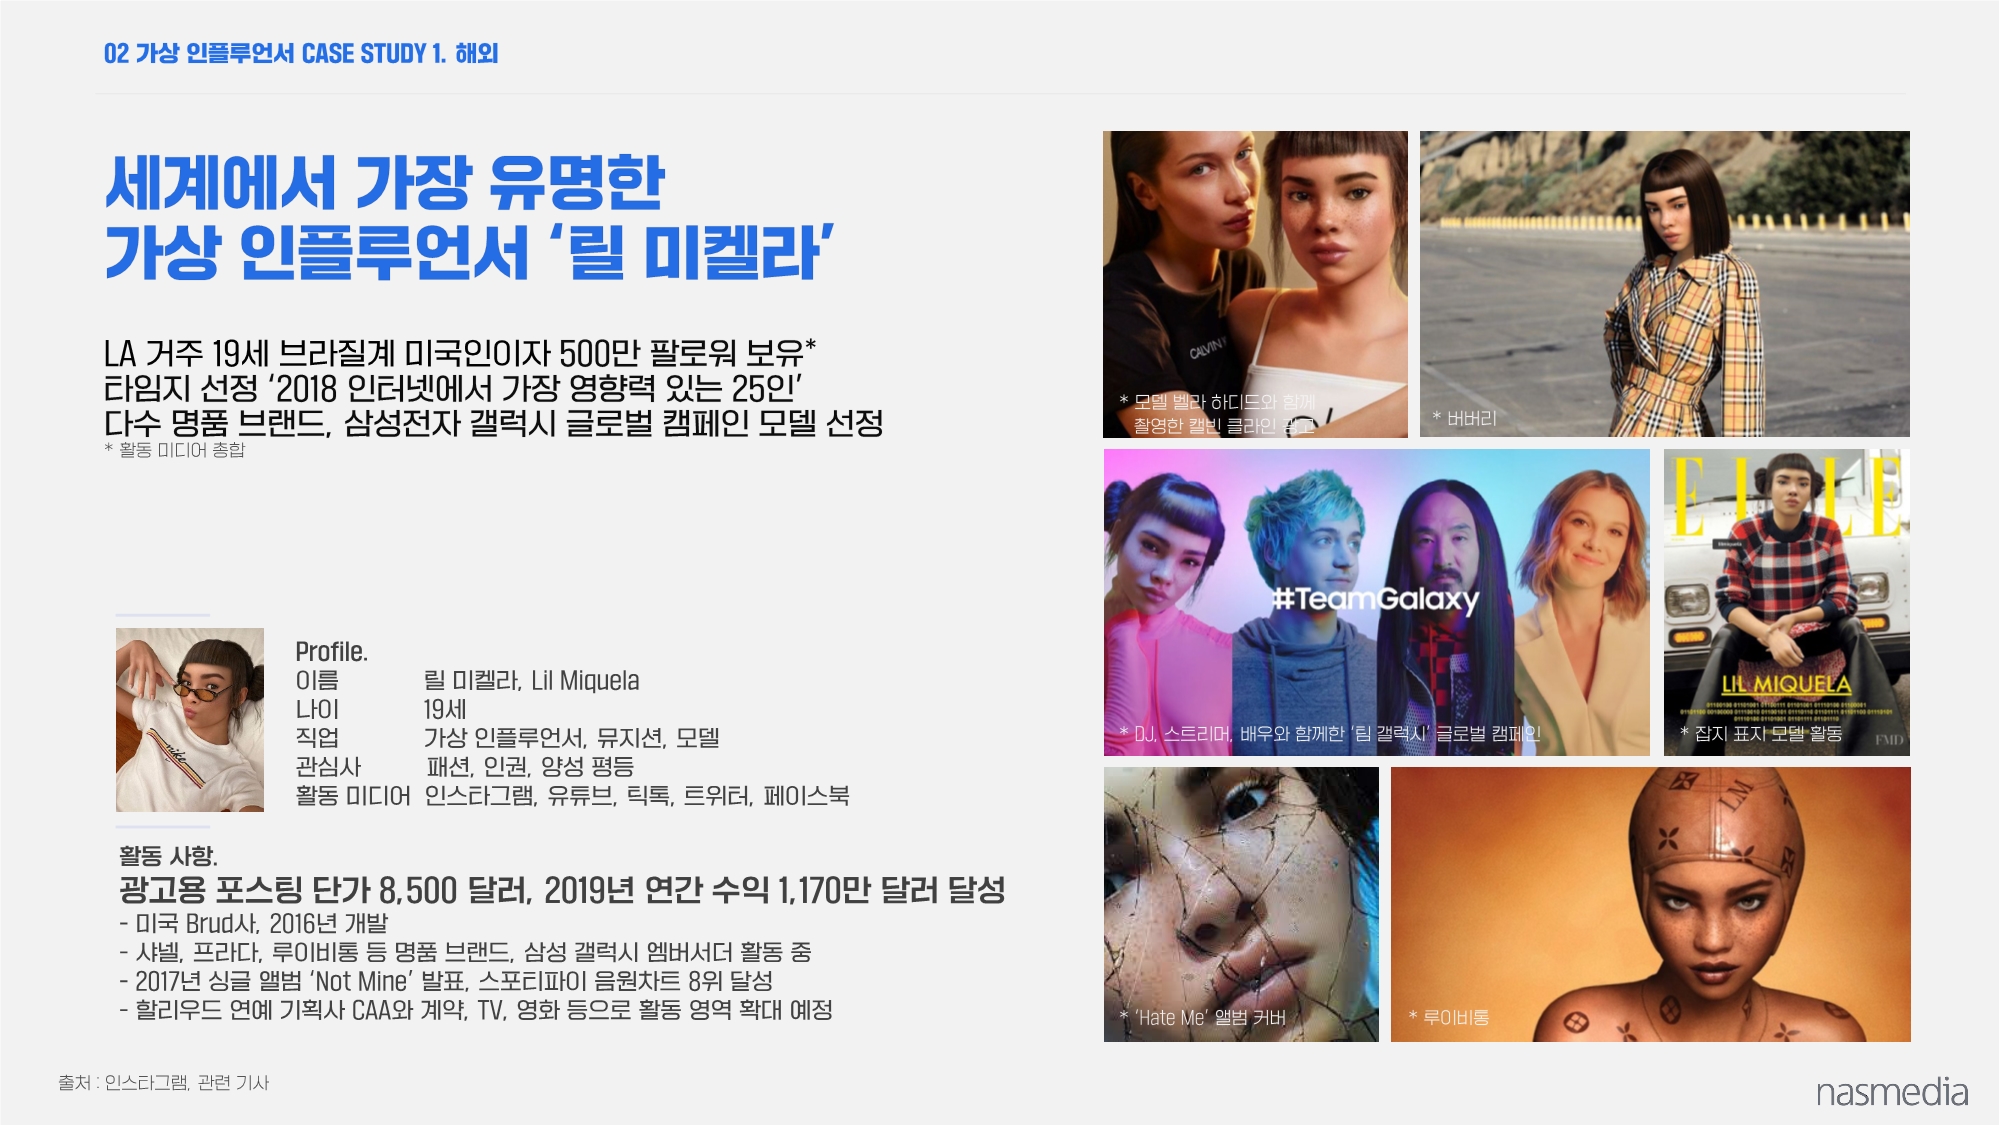 02 가상 인플루언서 CASE STUDY 1. 해외
세계에서 가장 유명한
가상 인플루언서 ‘릴 미켈라’
LA 거주 19세 브라질계 미국인이자 500만 팔로워 보유*
타임지 선정 ‘2018 인터넷에서 가장 영향력 있는 25인’
다수 명품 브랜드, 삼성전자 갤럭시 글로벌 캠페인 모델 선정
* 활동 미디어 총합
Profile.
이름 릴 미켈라, Lil Miquela
나이 19세
직업 가상 인플루언서, 뮤지션, 모델
관심사 패션, 인권, 양성 평등
활동 미디어 인스타그램, 유튜브, 틱톡, 트위터, 페이스북
활동 사항.
광고용 포스팅 단가 8,500 달러, 2019년 연간 수익 1,170만 달러 달성
- 미국 Brud사, 2016년 개발
- 샤넬, 프라다, 루이비통 등 명품 브랜드, 삼성 갤럭시 엠버서더 활동 중
- 2017년 싱글 앨범 ‘Not Mine’ 발표, 스포티파이 음원차트 8위 달성
- 할리우드 연예 기획사 CAA와 계약, TV, 영화 등으로 활동 영역 확대 예정
CALVIN K
* 모델 벨라 하디드와 함께
촬영한 캘빈 클라인 광고
* 버버리
#TeamGalaxy
* DJ, 스트리머, 배우와 함께한 ‘팀 갤럭시’ 글로벌 캠페인
ELLE
LIL MIQUELA
* 잡지 표지 모델 활동
FMD
* ‘Hate Me’ 앨범 커버
LM
* 루이비통
출처 : 인스타그램, 관련 기사
nasmedia